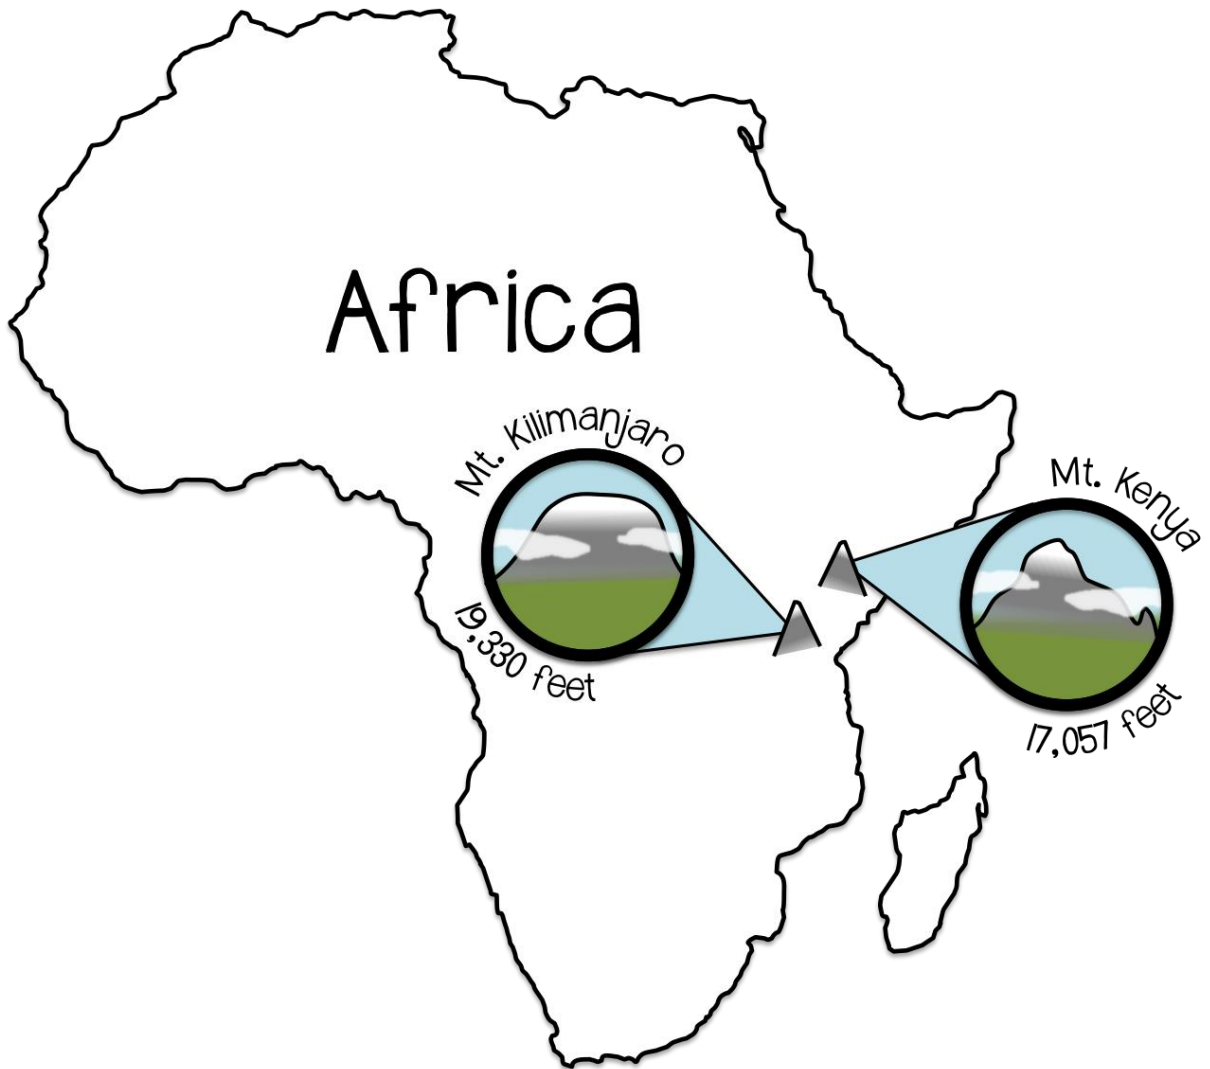 Africa
Mt. Kilimanjaro
19,330 feet
Mt. Kenya
17,057 feet